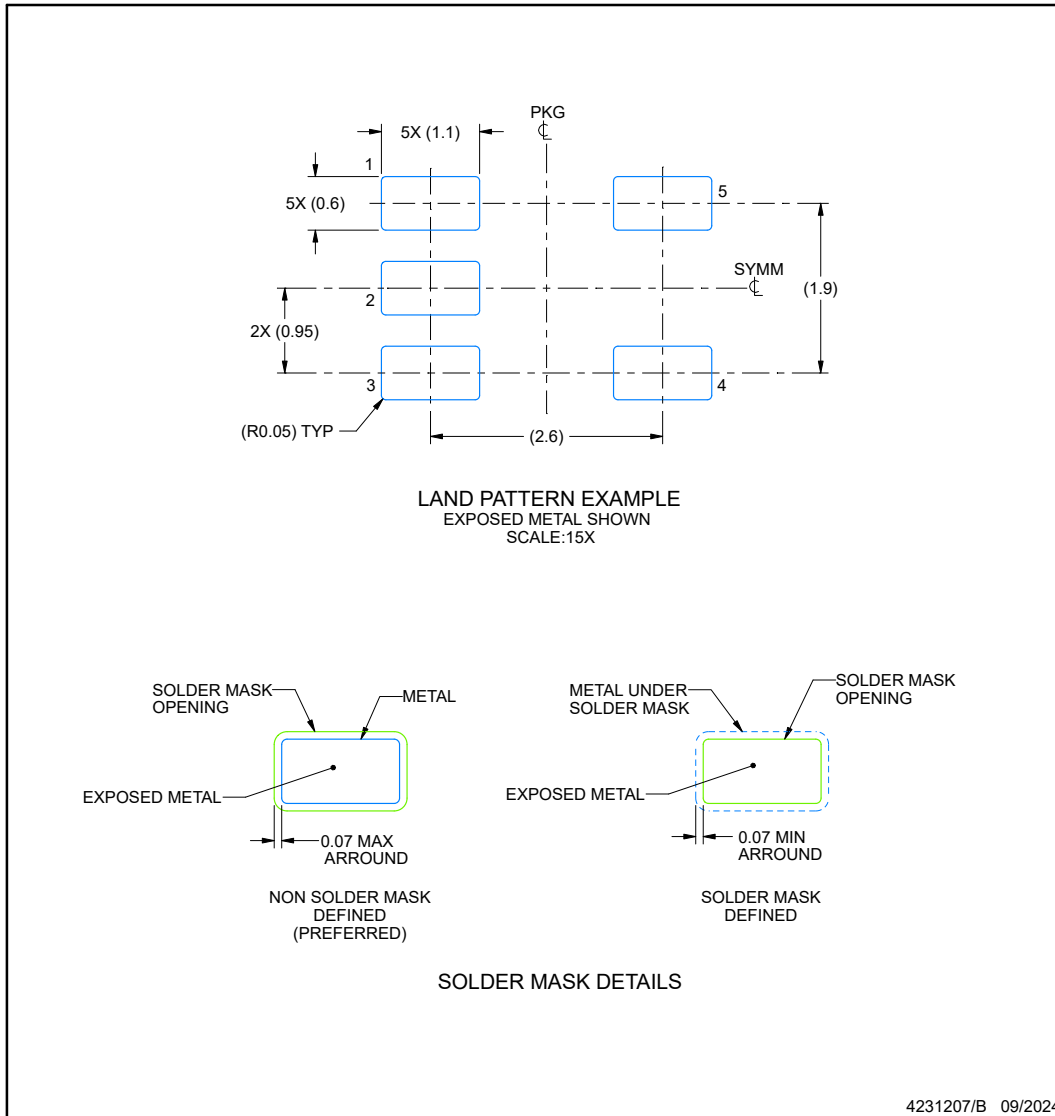 PKG
℄
5X (1.1)
1
5
5X (0.6)
SYMM
℄
(1.9)
2
2X (0.95)
3
4
(R0.05) TYP
(2.6)
LAND PATTERN EXAMPLE
EXPOSED METAL SHOWN
SCALE:15X
SOLDER MASK
OPENING
METAL
EXPOSED METAL
0.07 MAX
ARROUND
NON SOLDER MASK
DEFINED
(PREFERRED)
METAL UNDER
SOLDER MASK
SOLDER MASK
OPENING
EXPOSED METAL
0.07 MIN
ARROUND
SOLDER MASK
DEFINED
SOLDER MASK DETAILS
4231207/B 09/2024